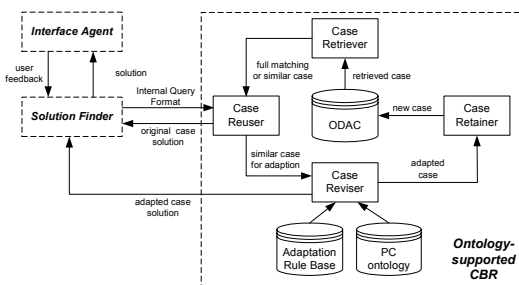 Interface Agent
user
feedback
solution
Solution Finder
Internal Query
Format
original case
solution
Case
Reuser
full matching
or similar case
Case
Retriever
retrieved case
ODAC
new case
Case
Retainer
similar case
for adaption
Case
Reviser
adapted
case
adapted case
solution
Adaptation
Rule Base
PC
ontology
Ontology-
supported
CBR